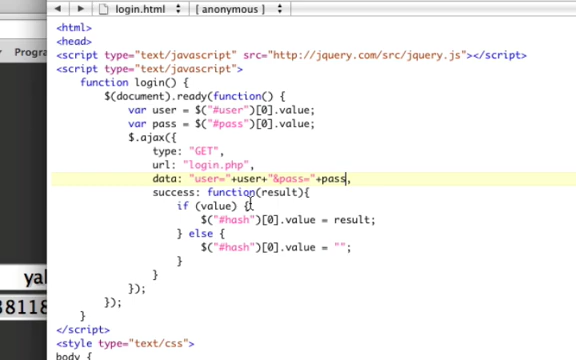 login.html [ anonymous ]
<html>
<head>
<script type="text/javascript" src="http://jquery.com/src/jquery.js"></script>
<script type="text/javascript">
function login() {
$(document).ready(function() {
var user = $("#user")[0].value;
var pass = $("#pass")[0].value;
$.ajax({
type: "GET",
url: "login.php",
data: "user="+user+"&pass="+pass,
success: function(result){
if (value) {
$("#hash")[0].value = result;
} else {
$("#hash")[0].value = "";
}
}
});
});
}
</script>
<style type="text/css">
body {
Progra
yal
38118